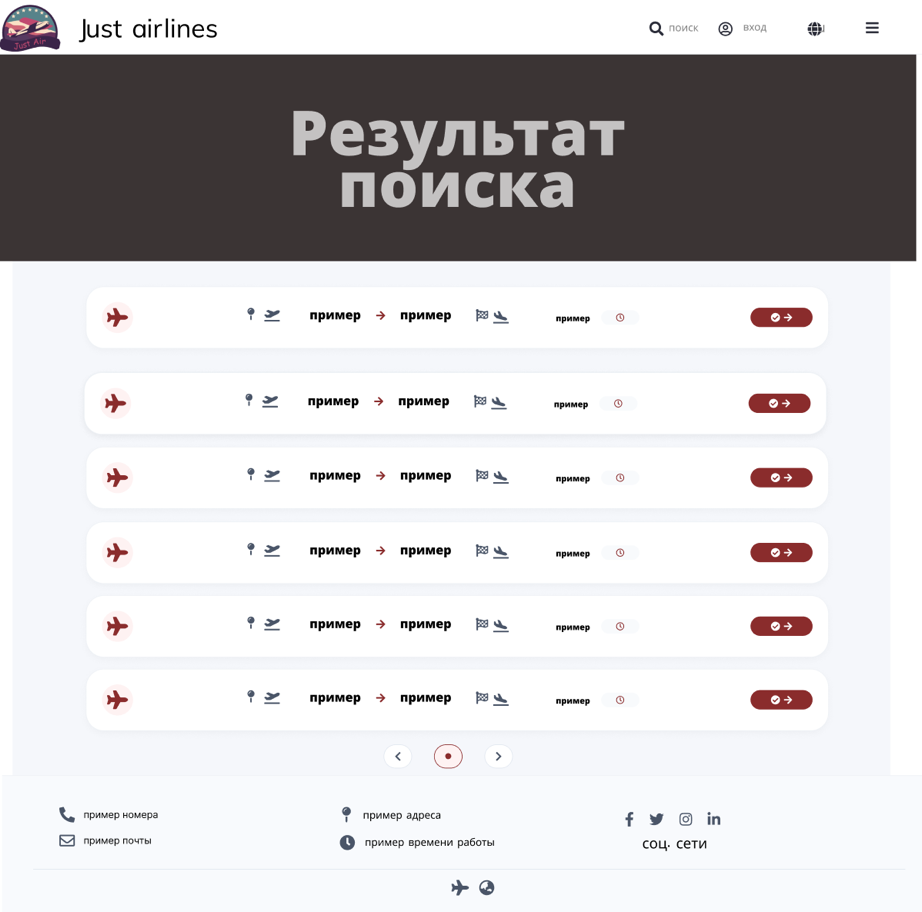 Just Air
Just airlines
поиск
вход
Результат
поиска
пример → пример пример
пример → пример пример
пример → пример пример
пример → пример пример
пример → пример пример
пример → пример пример
пример номера
пример почты
пример адреса
пример времени работы
соц. сети